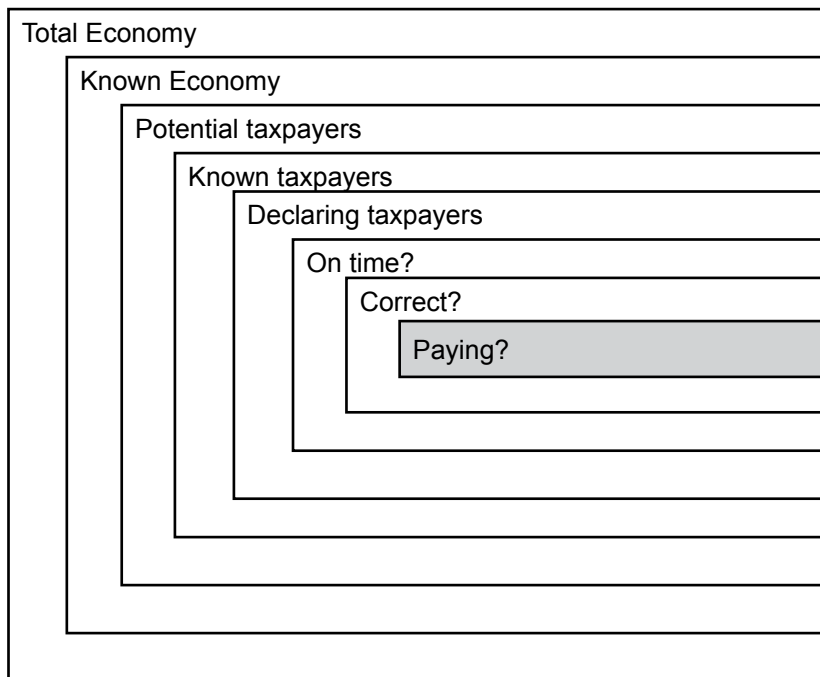 Total Economy
Known Economy
Potential taxpayers
Known taxpayers
Declaring taxpayers
On time?
Correct?
Paying?